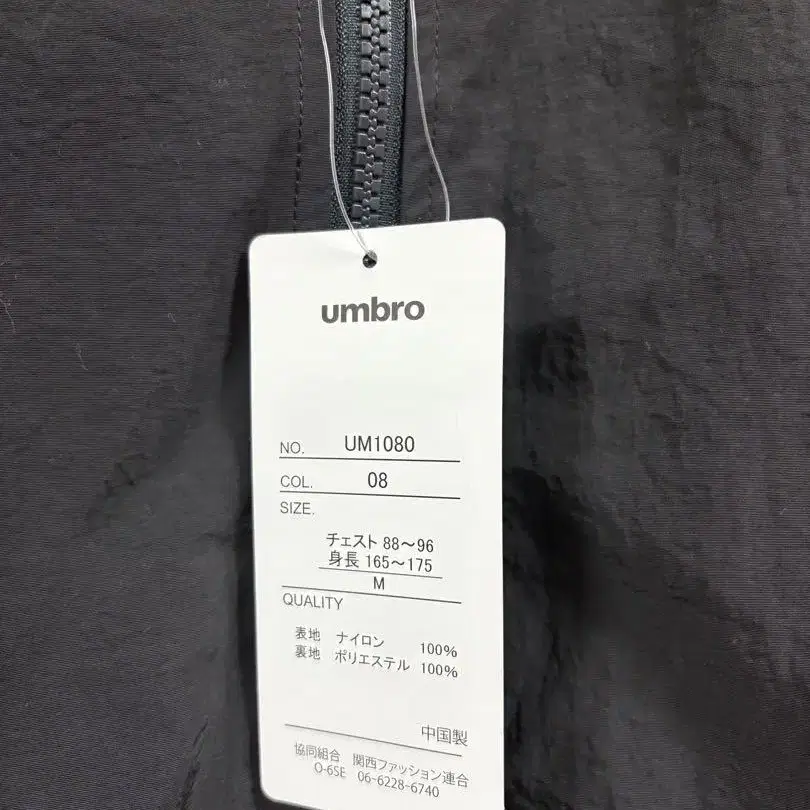 umbro
NO. UM1080
COL. 08
SIZE.
チェスト 88～96
身長 165～175
M
QUALITY
表地 ナイロン 100%
裏地 ポリエステル 100%
中国製
協同組合 関西ファッション連合
O-6SE 06-6228-6740